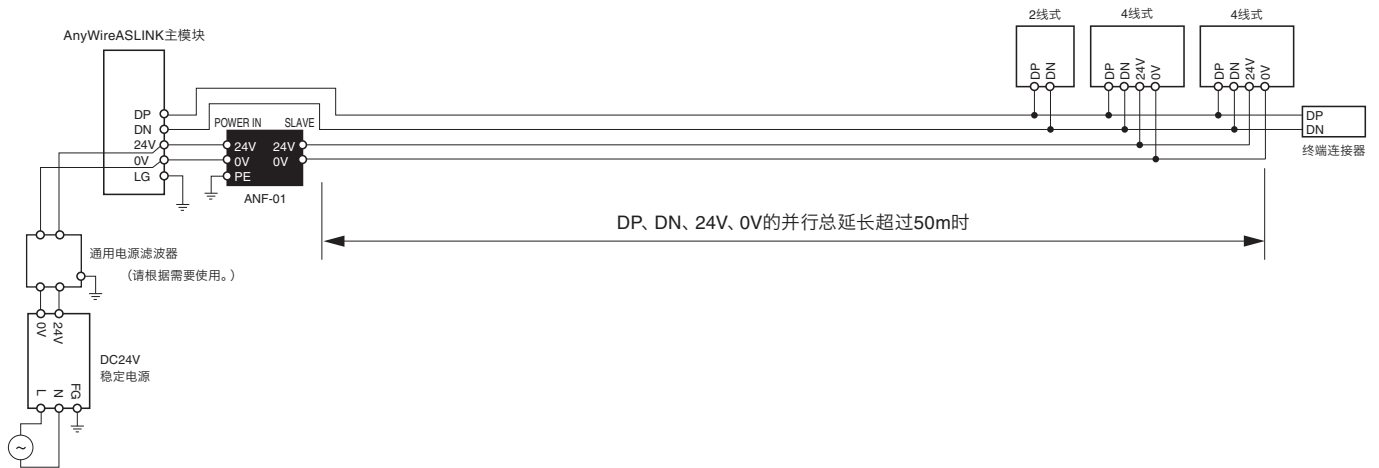 2线式
4线式
4线式
AnyWireASLINK主模块
DP
DN
DP
DN
24V
0V
DP
DN
24V
0V
DP
DN
24V
0V
LG
POWER IN
SLAVE
24V
0V
PE
24V
0V
ANF-01
DP
DN
终端连接器
DP、DN、24V、0V的并行总延长超过50m时
通用电源滤波器
（请根据需要使用。）
0V
24V
L
N
FG
DC24V
稳定电源
~